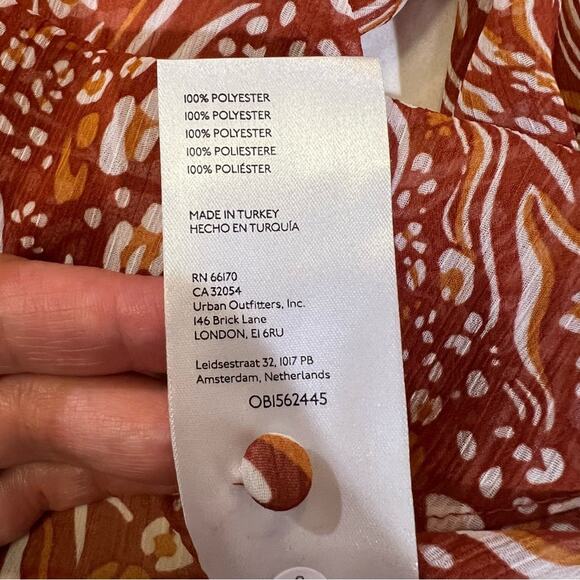 100% POLYESTER
100% POLYESTER
100% POLYESTER
100% POLIESTERE
100% POLIÉSTER
MADE IN TURKEY
HECHO EN TURQUÍA
RN 66170
CA 32054
Urban Outfitters, Inc.
146 Brick Lane
LONDON, E1 6RU
Leidsestraat 32, 1017 PB
Amsterdam, Netherlands
OB1562445